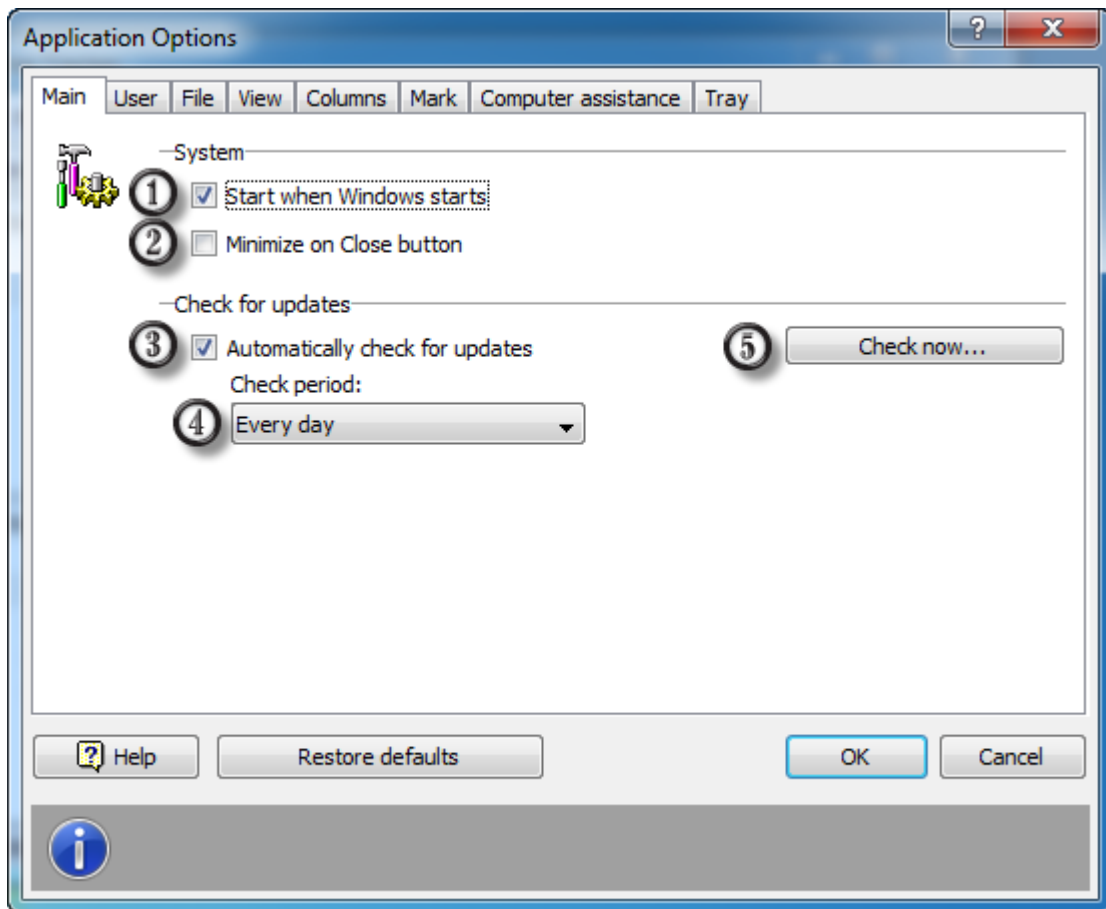 Application Options
? X
Main User File View Columns Mark Computer assistance Tray
System
1 Start when Windows starts
2 Minimize on Close button
Check for updates
3 Automatically check for updates 5 Check now...
Check period:
4 Every day
? Help Restore defaults OK Cancel
i